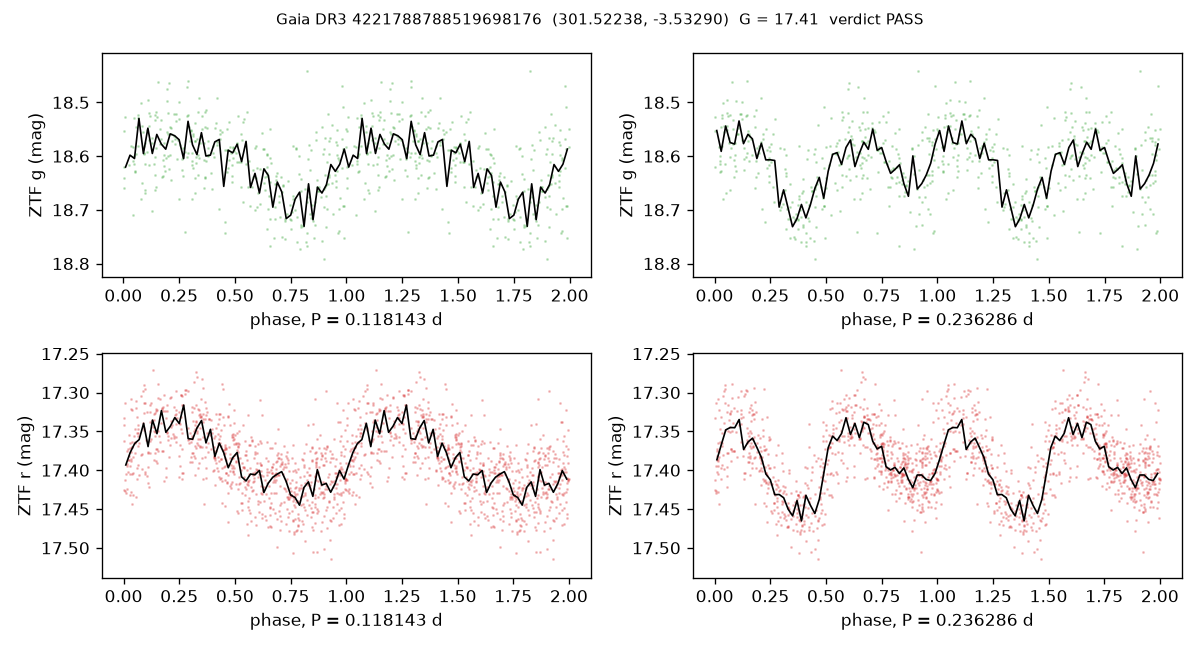 Gaia DR3 4221788788519698176 (301.52238, -3.53290) G = 17.41 verdict PASS
ZTF g (mag)
18.5
18.6
18.7
18.8
0.00 0.25 0.50 0.75 1.00 1.25 1.50 1.75 2.00
phase, P = 0.118143 d
ZTF g (mag)
18.5
18.6
18.7
18.8
0.00 0.25 0.50 0.75 1.00 1.25 1.50 1.75 2.00
phase, P = 0.236286 d
ZTF r (mag)
17.25
17.30
17.35
17.40
17.45
17.50
0.00 0.25 0.50 0.75 1.00 1.25 1.50 1.75 2.00
phase, P = 0.118143 d
ZTF r (mag)
17.25
17.30
17.35
17.40
17.45
17.50
0.00 0.25 0.50 0.75 1.00 1.25 1.50 1.75 2.00
phase, P = 0.236286 d